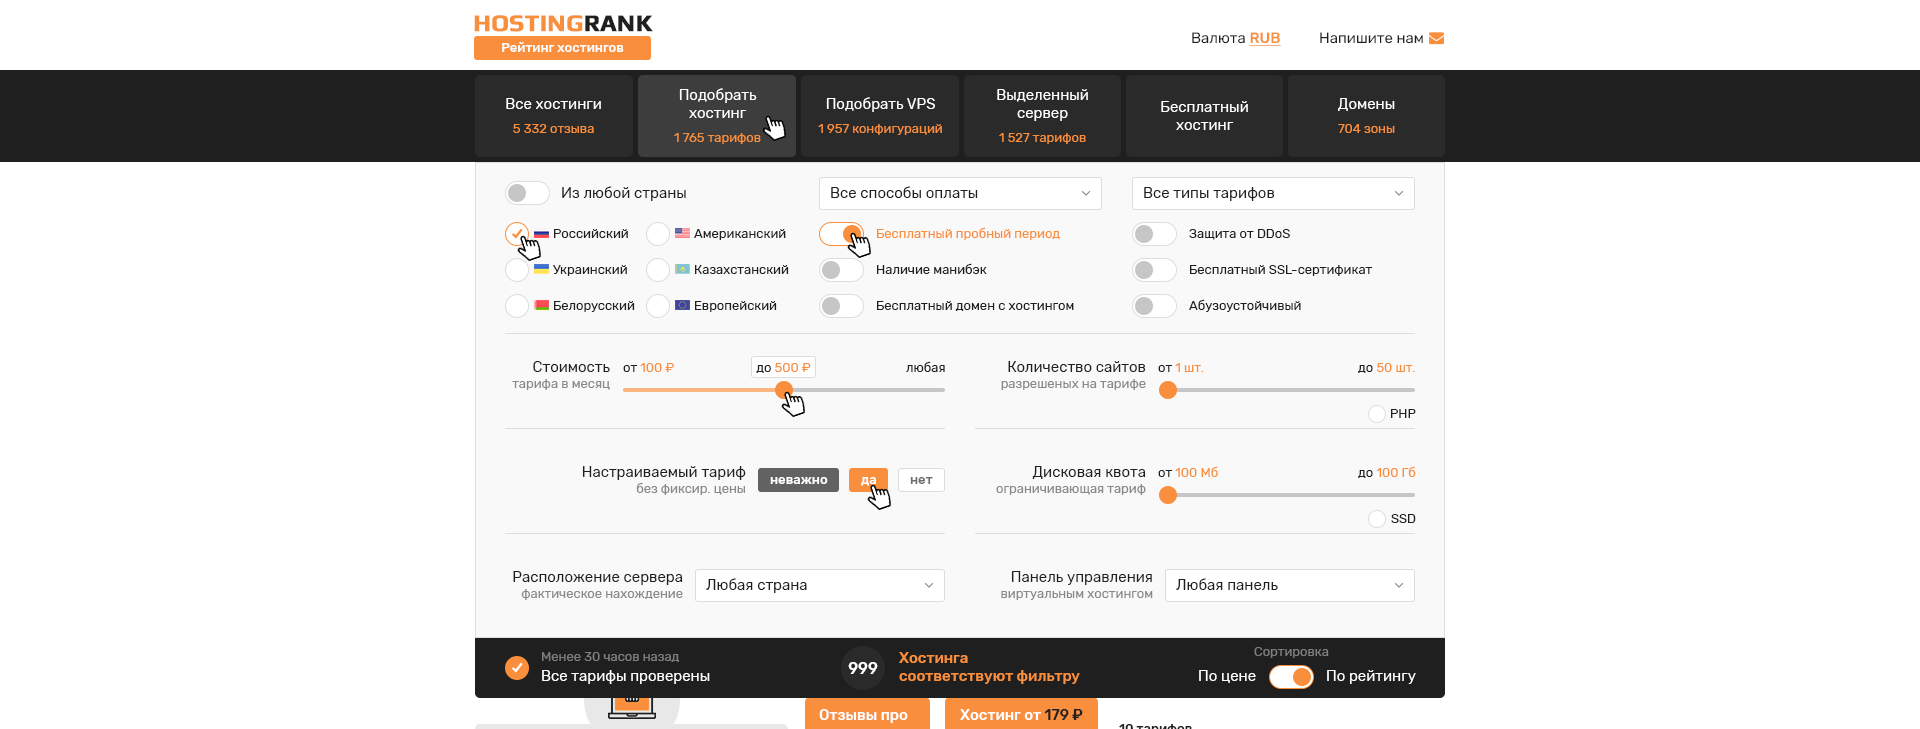 HOSTINGRANK
Рейтинг хостингов
Валюта RUB
Напишите нам
Все хостинги
5 332 отзыва
Подобрать
хостинг
1 765 тарифов
Подобрать VPS
1 957 конфигураций
Выделенный
сервер
1 527 тарифов
Бесплатный
хостинг
Домены
704 зоны
Из любой страны
Все способы оплаты
Все типы тарифов
Российский
Американский
Бесплатный пробный период
Защита от DDoS
Украинский
Казахстанский
Наличие манибэк
Бесплатный SSL-сертификат
Белорусский
Европейский
Бесплатный домен с хостингом
Абузоустойчивый
Стоимость
тарифа в месяц
от 100 ₽
до 500 ₽
любая
Количество сайтов
разрешеных на тарифе
от 1 шт.
до 50 шт.
PHP
Настраиваемый тариф
без фиксир. цены
неважно
да
нет
Дисковая квота
ограничивающая тариф
от 100 Мб
до 100 Гб
SSD
Расположение сервера
фактическое нахождение
Любая страна
Панель управления
виртуальным хостингом
Любая панель
Менее 30 часов назад
Все тарифы проверены
999
Хостинга
соответствуют фильтру
Сортировка
По цене
По рейтингу
Отзывы про
Хостинг от 179 ₽
10 тарифов